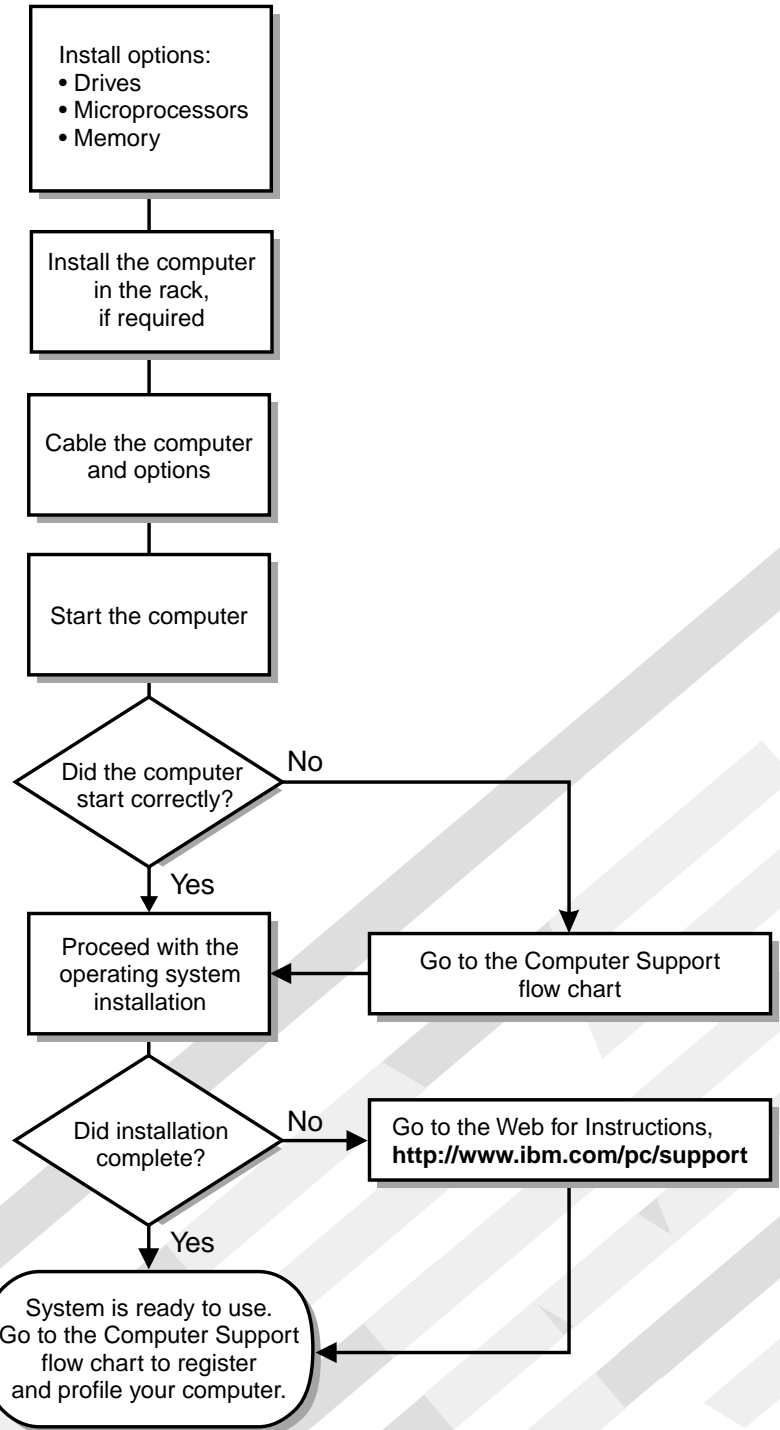 Install options:
• Drives
• Microprocessors
• Memory
Install the computer
in the rack,
if required
Cable the computer
and options
Start the computer
Did the computer
start correctly?
No
Yes
Proceed with the
operating system
installation
Go to the Computer Support
flow chart
Did installation
complete?
No
Go to the Web for Instructions,
http://www.ibm.com/pc/support
Yes
System is ready to use.
Go to the Computer Support
flow chart to register
and profile your computer.